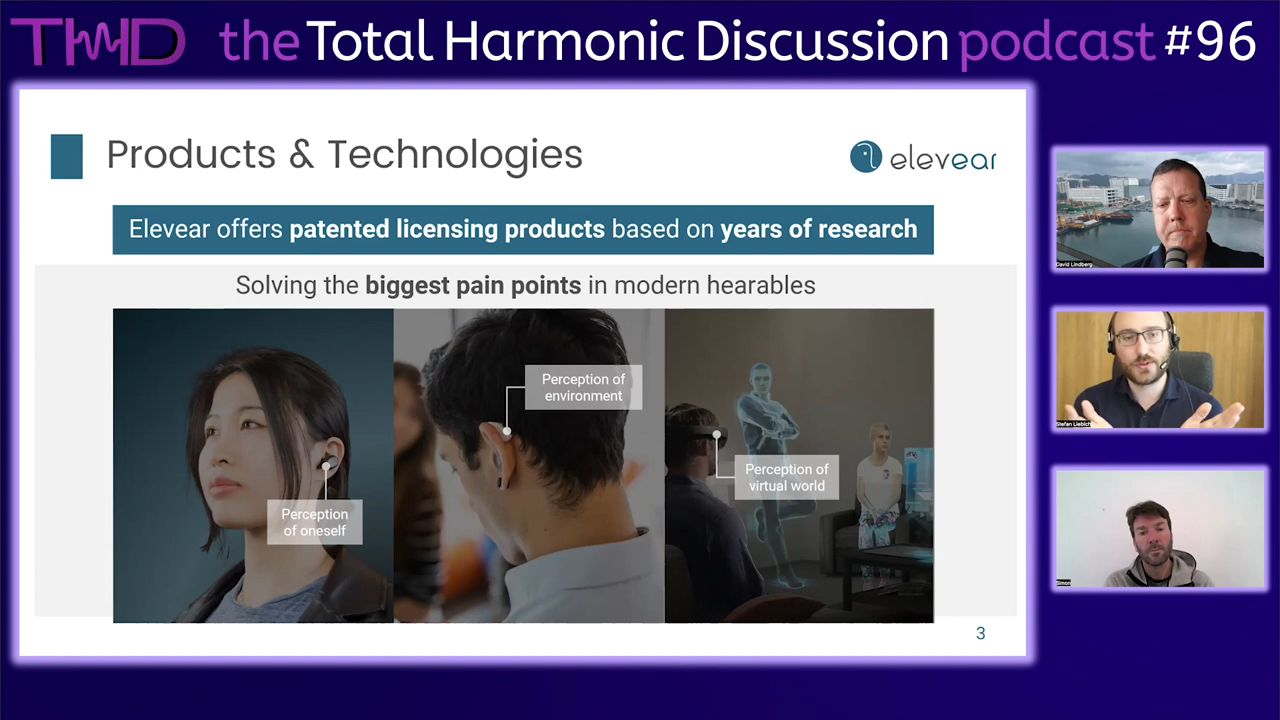 THD the Total Harmonic Discussion podcast #96
Products & Technologies
elevear
Elevear offers patented licensing products based on years of research
Solving the biggest pain points in modern hearables
Perception
of oneself
Perception of
environment
Perception of
virtual world
3
David Lindberg
Stefan Liebich
Simon